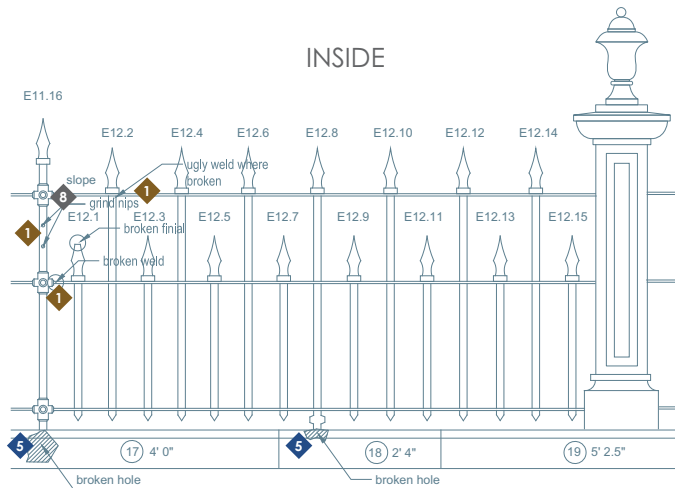 INSIDE
E11.16
E12.2
E12.4
E12.6
E12.8
E12.10
E12.12
E12.14
ugly weld where
broken
1
slope
8
grind nips
E12.1
E12.3
E12.5
E12.7
E12.9
E12.11
E12.13
E12.15
1
broken finial
broken weld
1
5
17 4' 0"
5
18 2' 4"
19 5' 2.5"
broken hole
broken hole